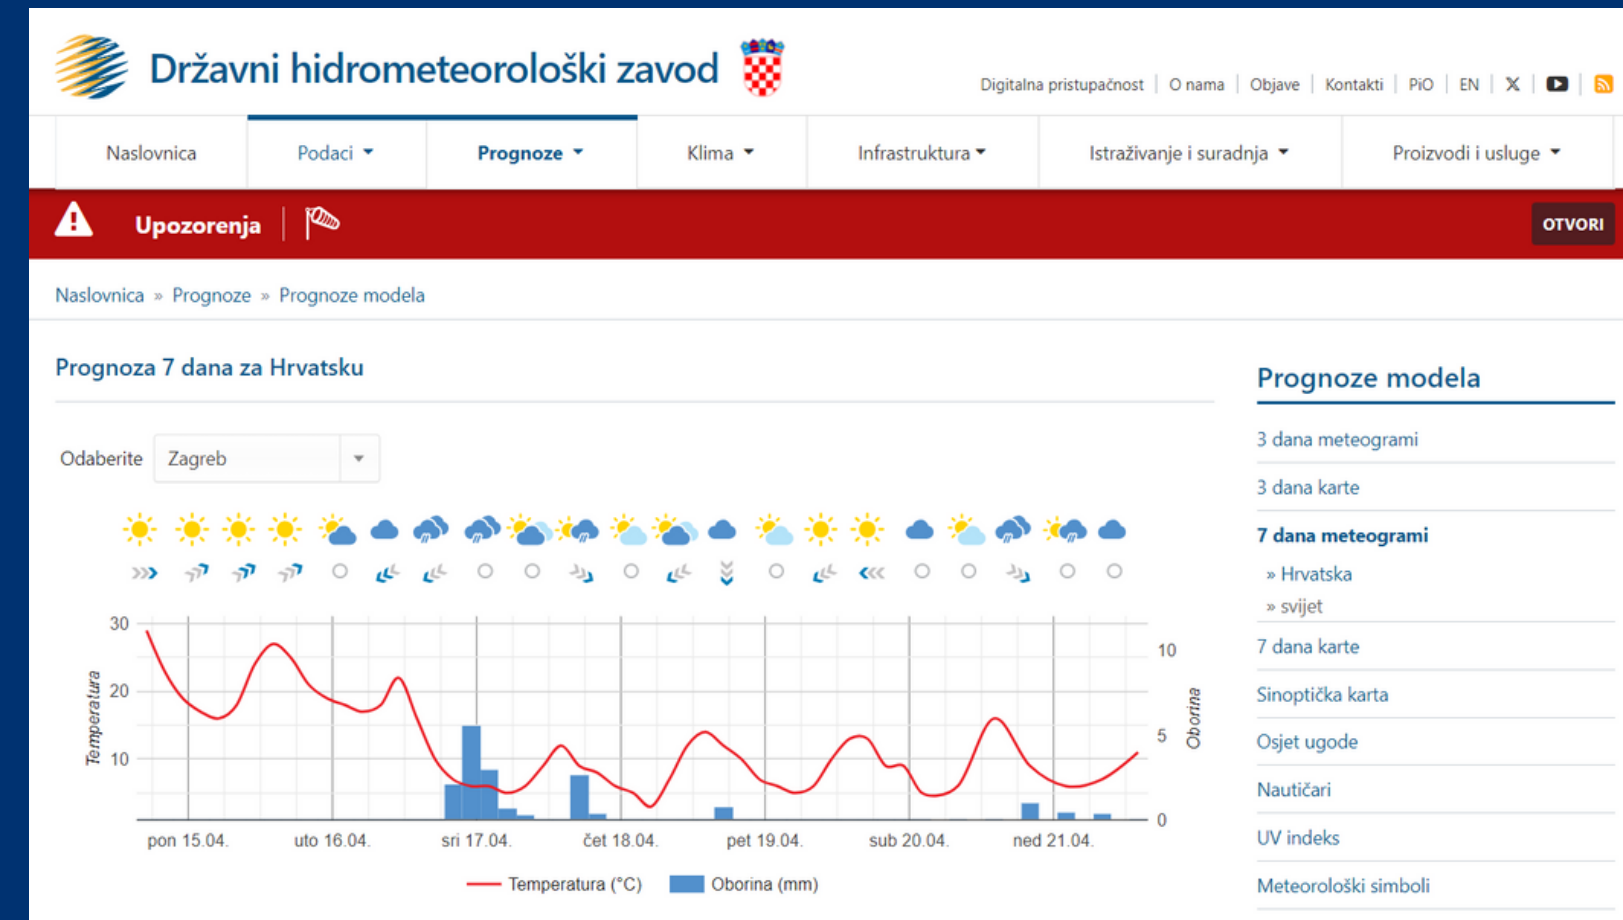 Državni hidrometeorološki zavod
Digitalna pristupačnost | O nama | Objave | Kontakti | PiO | EN | X
Naslovnica Podaci Prognoze Klima Infrastruktura Istraživanje i suradnja Proizvodi i usluge
Upozorenja OTVORI
Naslovnica » Prognoze » Prognoze modela
Prognoza 7 dana za Hrvatsku
Odaberite Zagreb
30
20
10
Temperatura
10
5
0
Oborina
pon 15.04. uto 16.04. sri 17.04. čet 18.04. pet 19.04. sub 20.04. ned 21.04.
Temperatura (°C) Oborina (mm)
Prognoze modela
3 dana meteogrami
3 dana karte
7 dana meteogrami
» Hrvatska
» svijet
7 dana karte
Sinoptička karta
Osjet ugode
Nautičari
UV indeks
Meteorološki simboli